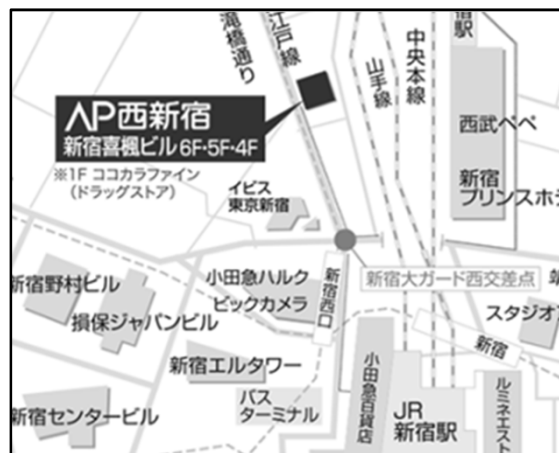 江戸線
滝橋通り
山手線
中央本線
宿駅
AP西新宿
新宿喜楓ビル 6F・5F・4F
※1F ココカラファイン
（ドラッグストア）
西武ペペ
新宿
プリンスホテ
イビス
東京新宿
新宿大ガード西交差点
新宿野村ビル
損保ジャパンビル
小田急ハルク
ビックカメラ
新宿西口
スタジオア
新宿
新宿エルタワー
バス
ターミナル
小田急百貨店
新宿センタービル
JR
新宿駅
ルミネエスト